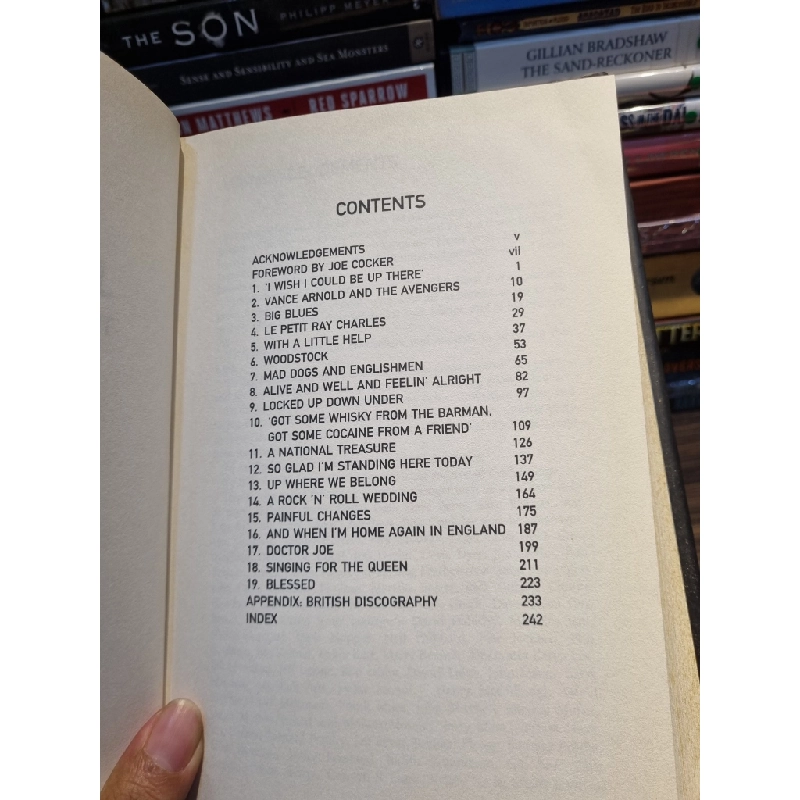 THE SON PHILIPP MEYER
SENSE AND SENSIBILITY AND SEA MONSTERS
MATTHEWS RED SPARROW
GILLIAN BRADSHAW
THE SAND-RECKONER
CONTENTS
ACKNOWLEDGEMENTS v
FOREWORD BY JOE COCKER vii
1. 'I WISH I COULD BE UP THERE' 1
2. VANCE ARNOLD AND THE AVENGERS 10
3. BIG BLUES 19
4. LE PETIT RAY CHARLES 29
5. WITH A LITTLE HELP 37
6. WOODSTOCK 53
7. MAD DOGS AND ENGLISHMEN 65
8. ALIVE AND WELL AND FEELIN' ALRIGHT 82
9. LOCKED UP DOWN UNDER 97
10. 'GOT SOME WHISKY FROM THE BARMAN,
GOT SOME COCAINE FROM A FRIEND' 109
11. A NATIONAL TREASURE 126
12. SO GLAD I'M STANDING HERE TODAY 137
13. UP WHERE WE BELONG 149
14. A ROCK 'N' ROLL WEDDING 164
15. PAINFUL CHANGES 175
16. AND WHEN I'M HOME AGAIN IN ENGLAND 187
17. DOCTOR JOE 199
18. SINGING FOR THE QUEEN 211
19. BLESSED 223
APPENDIX: BRITISH DISCOGRAPHY 233
INDEX 242